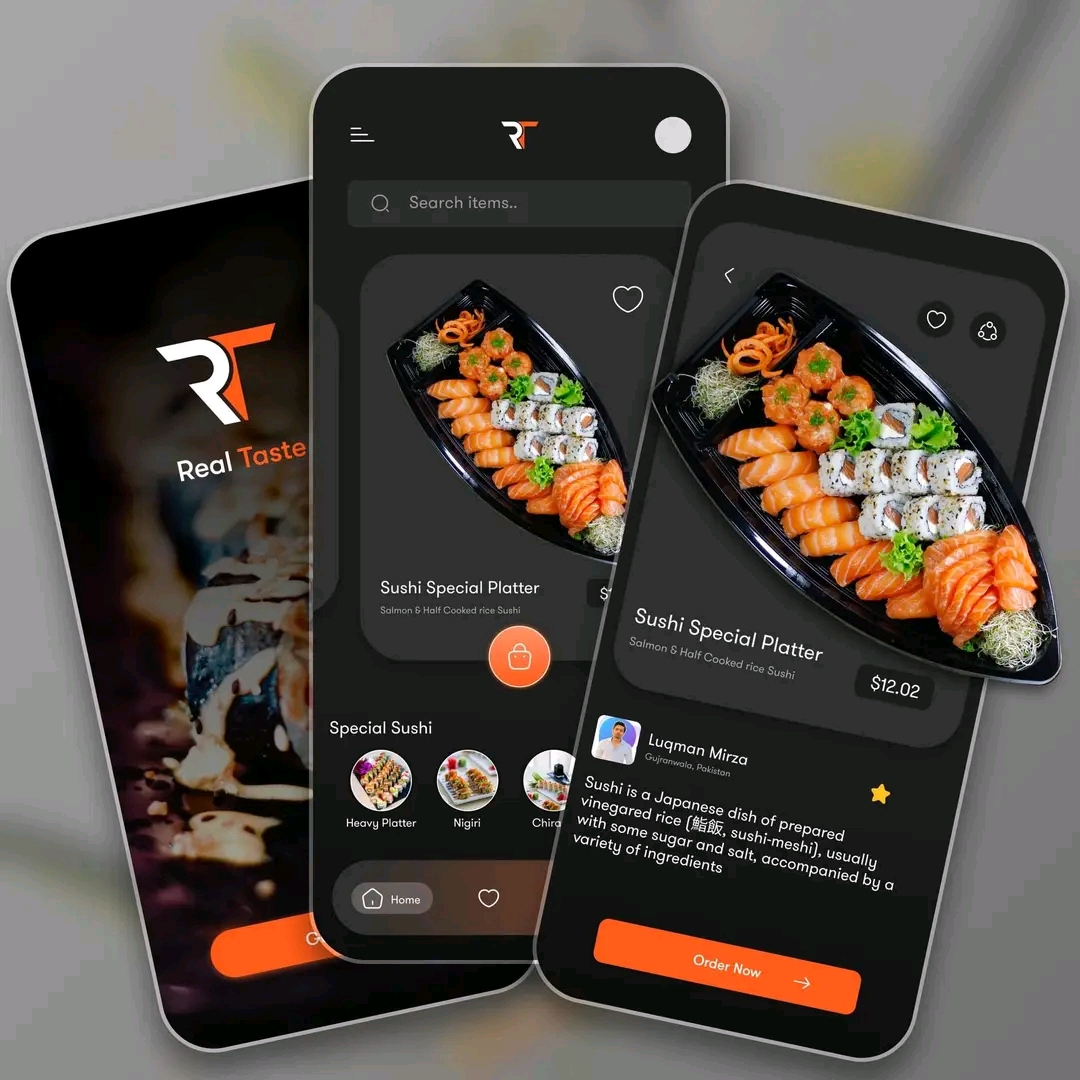 RT
Real Taste
RT
Search items..
Sushi Special Platter
Salmon & Half Cooked rice Sushi
Special Sushi
Heavy Platter
Nigiri
Home
Sushi Special Platter
Salmon & Half Cooked rice Sushi
$12.02
Luqman Mirza
Gujranwala, Pakistan
Sushi is a Japanese dish of prepared
vinegared rice (鮨飯, sushi-meshi), usually
with some sugar and salt, accompanied by a
variety of ingredients
Order Now